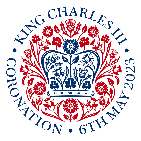 · KING CHARLES III ·
CORONATION · 6TH MAY 2023